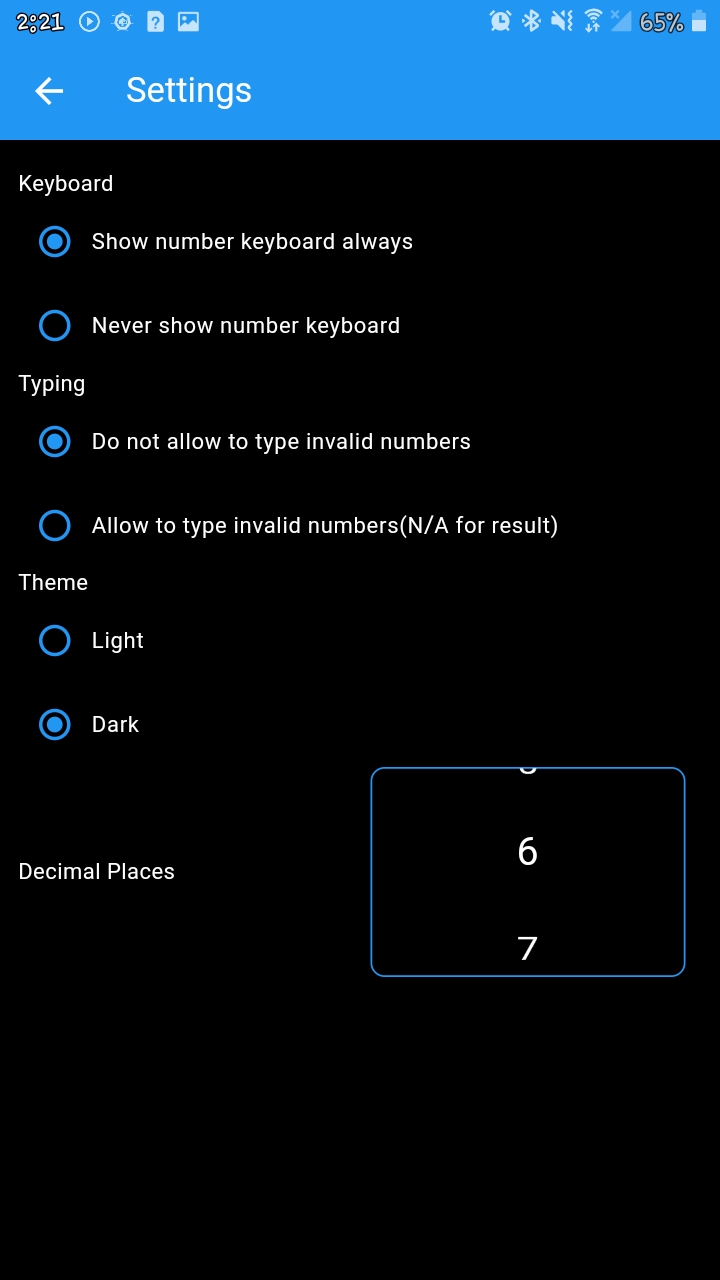 2:21
65%
Settings
Keyboard
Show number keyboard always
Never show number keyboard
Typing
Do not allow to type invalid numbers
Allow to type invalid numbers(N/A for result)
Theme
Light
Dark
6
Decimal Places
7